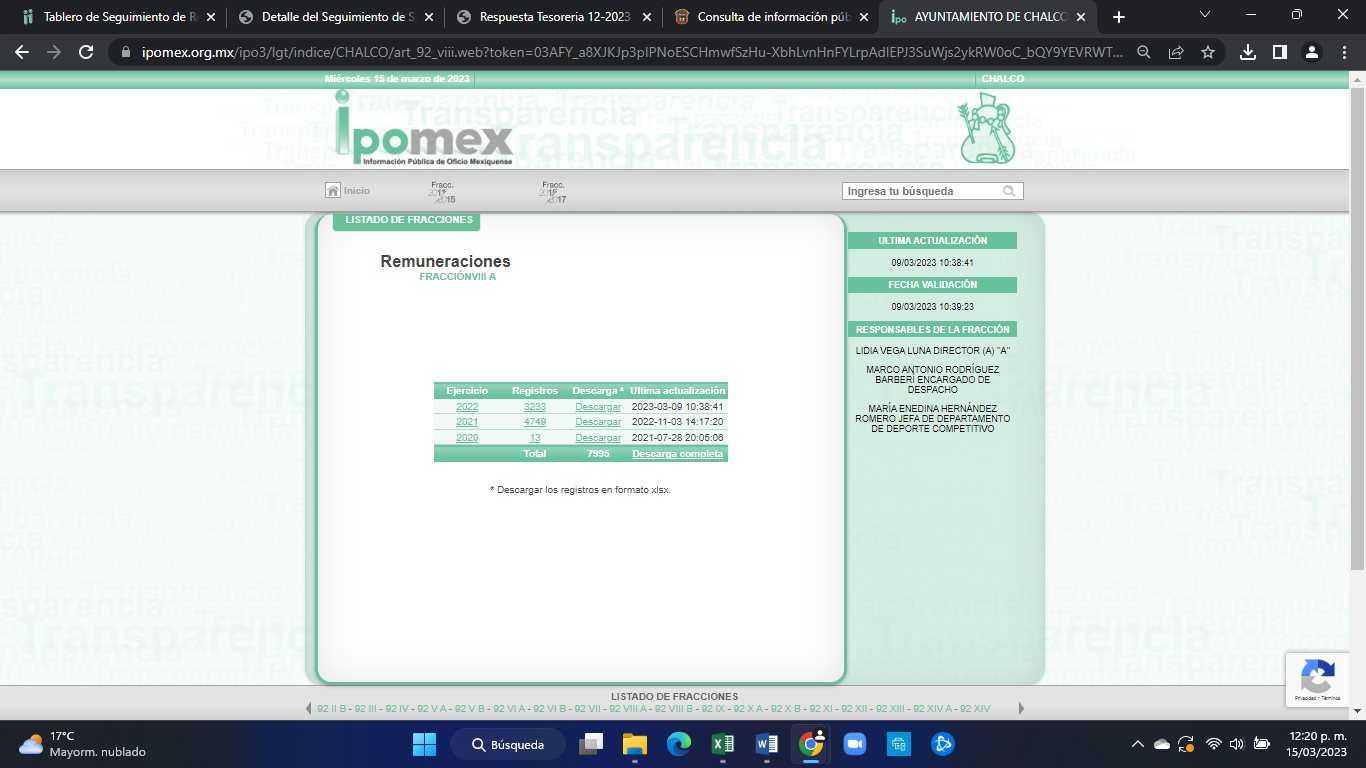 Tablero de Seguimiento de R
Detalle del Seguimiento de S
Respuesta Tesoreria 12-2023
Consulta de información púb
AYUNTAMIENTO DE CHALCO
ipomex.org.mx/ipo3/lgt/indice/CHALCO/art_92_viii.web?token=03AFY_a8XJKJp3pIPNoESCHmwfSzHu-XbhLvnHnFYLrpAdIEPJ3SuWjs2ykRW0oC_bQY9YEVRWT...
Miércoles 15 de marzo de 2023
CHALCO
ipomex
Información Pública de Oficio Mexiquense
Inicio
Fracc.
2015
Fracc.
2017
Ingresa tu búsqueda
LISTADO DE FRACCIONES
Remuneraciones
FRACCIÓNVIII A
Ejercicio Registros Descarga * Ultima actualización
2022 3233 Descargar 2023-03-09 10:38:41
2021 4749 Descargar 2022-11-03 14:17:20
2020 13 Descargar 2021-07-28 20:05:06
Total 7995 Descarga completa
* Descargar los registros en formato xlsx.
ULTIMA ACTUALIZACIÓN
09/03/2023 10:38:41
FECHA VALIDACIÓN
09/03/2023 10:39:23
RESPONSABLES DE LA FRACCIÓN
LIDIA VEGA LUNA DIRECTOR (A) "A"
MARCO ANTONIO RODRÍGUEZ
BARBERÍ ENCARGADO DE
DESPACHO
MARÍA ENEDINA HERNÁNDEZ
ROMERO JEFA DE DEPARTAMENTO
DE DEPORTE COMPETITIVO
Privacidad - Términos
LISTADO DE FRACCIONES
92 II B - 92 III - 92 IV - 92 V A - 92 V B - 92 VI A - 92 VI B - 92 VII - 92 VIII A - 92 VIII B - 92 IX - 92 X A - 92 X B - 92 XI - 92 XII - 92 XIII - 92 XIV A - 92 XIV
17°C
Mayorm. nublado
Búsqueda
12:20 p. m.
15/03/2023